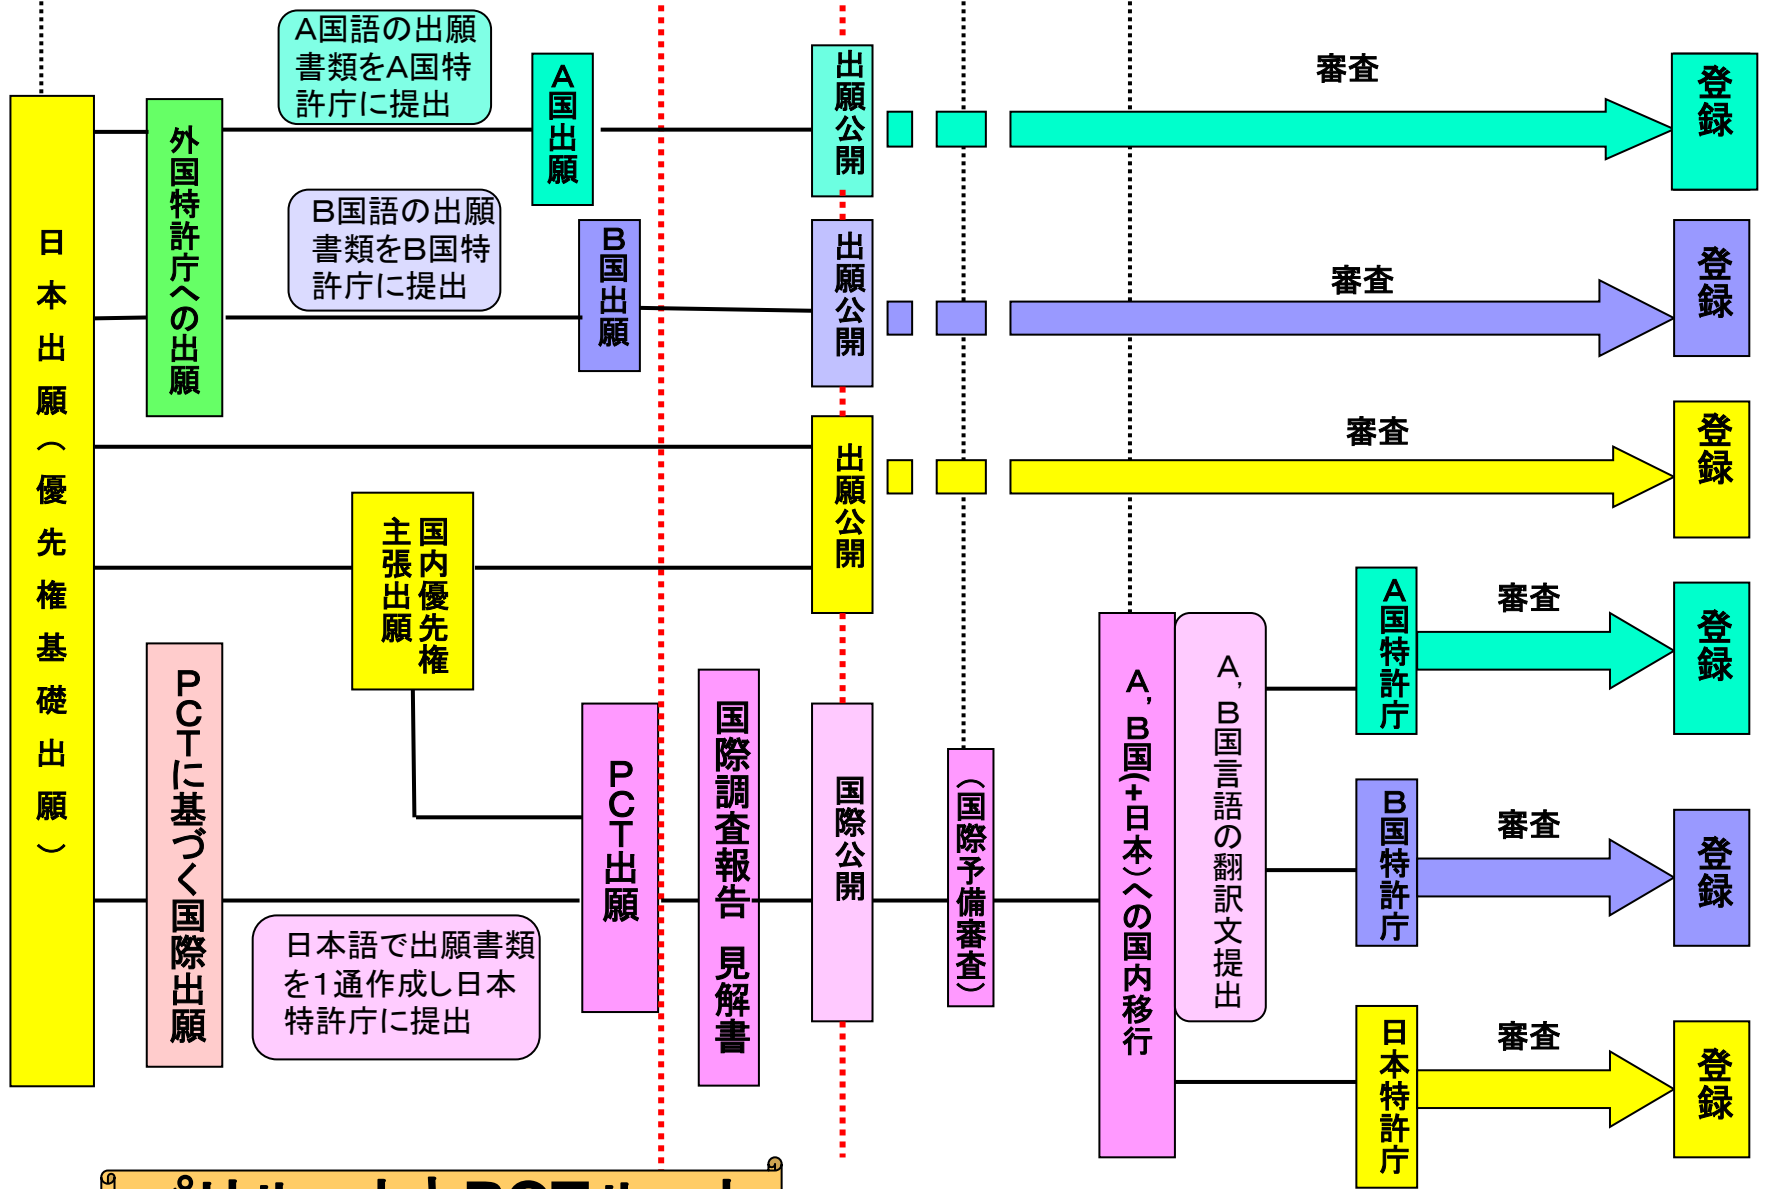 日本出願（優先権基礎出願）
外国特許庁への出願
A国語の出願
書類をA国特
許庁に提出
A国出願
出願公開
審査
登録
B国語の出願
書類をB国特
許庁に提出
B国出願
出願公開
審査
登録
出願公開
審査
登録
国内優先権
主張出願
PCTに基づく国際出願
日本語で出願書類
を1通作成し日本
特許庁に提出
PCT出願
国際調査報告 見解書
国際公開
（国際予備審査）
A,B国(+日本)への国内移行
A,B国言語の翻訳文提出
A国特許庁
審査
登録
B国特許庁
審査
登録
日本特許庁
審査
登録